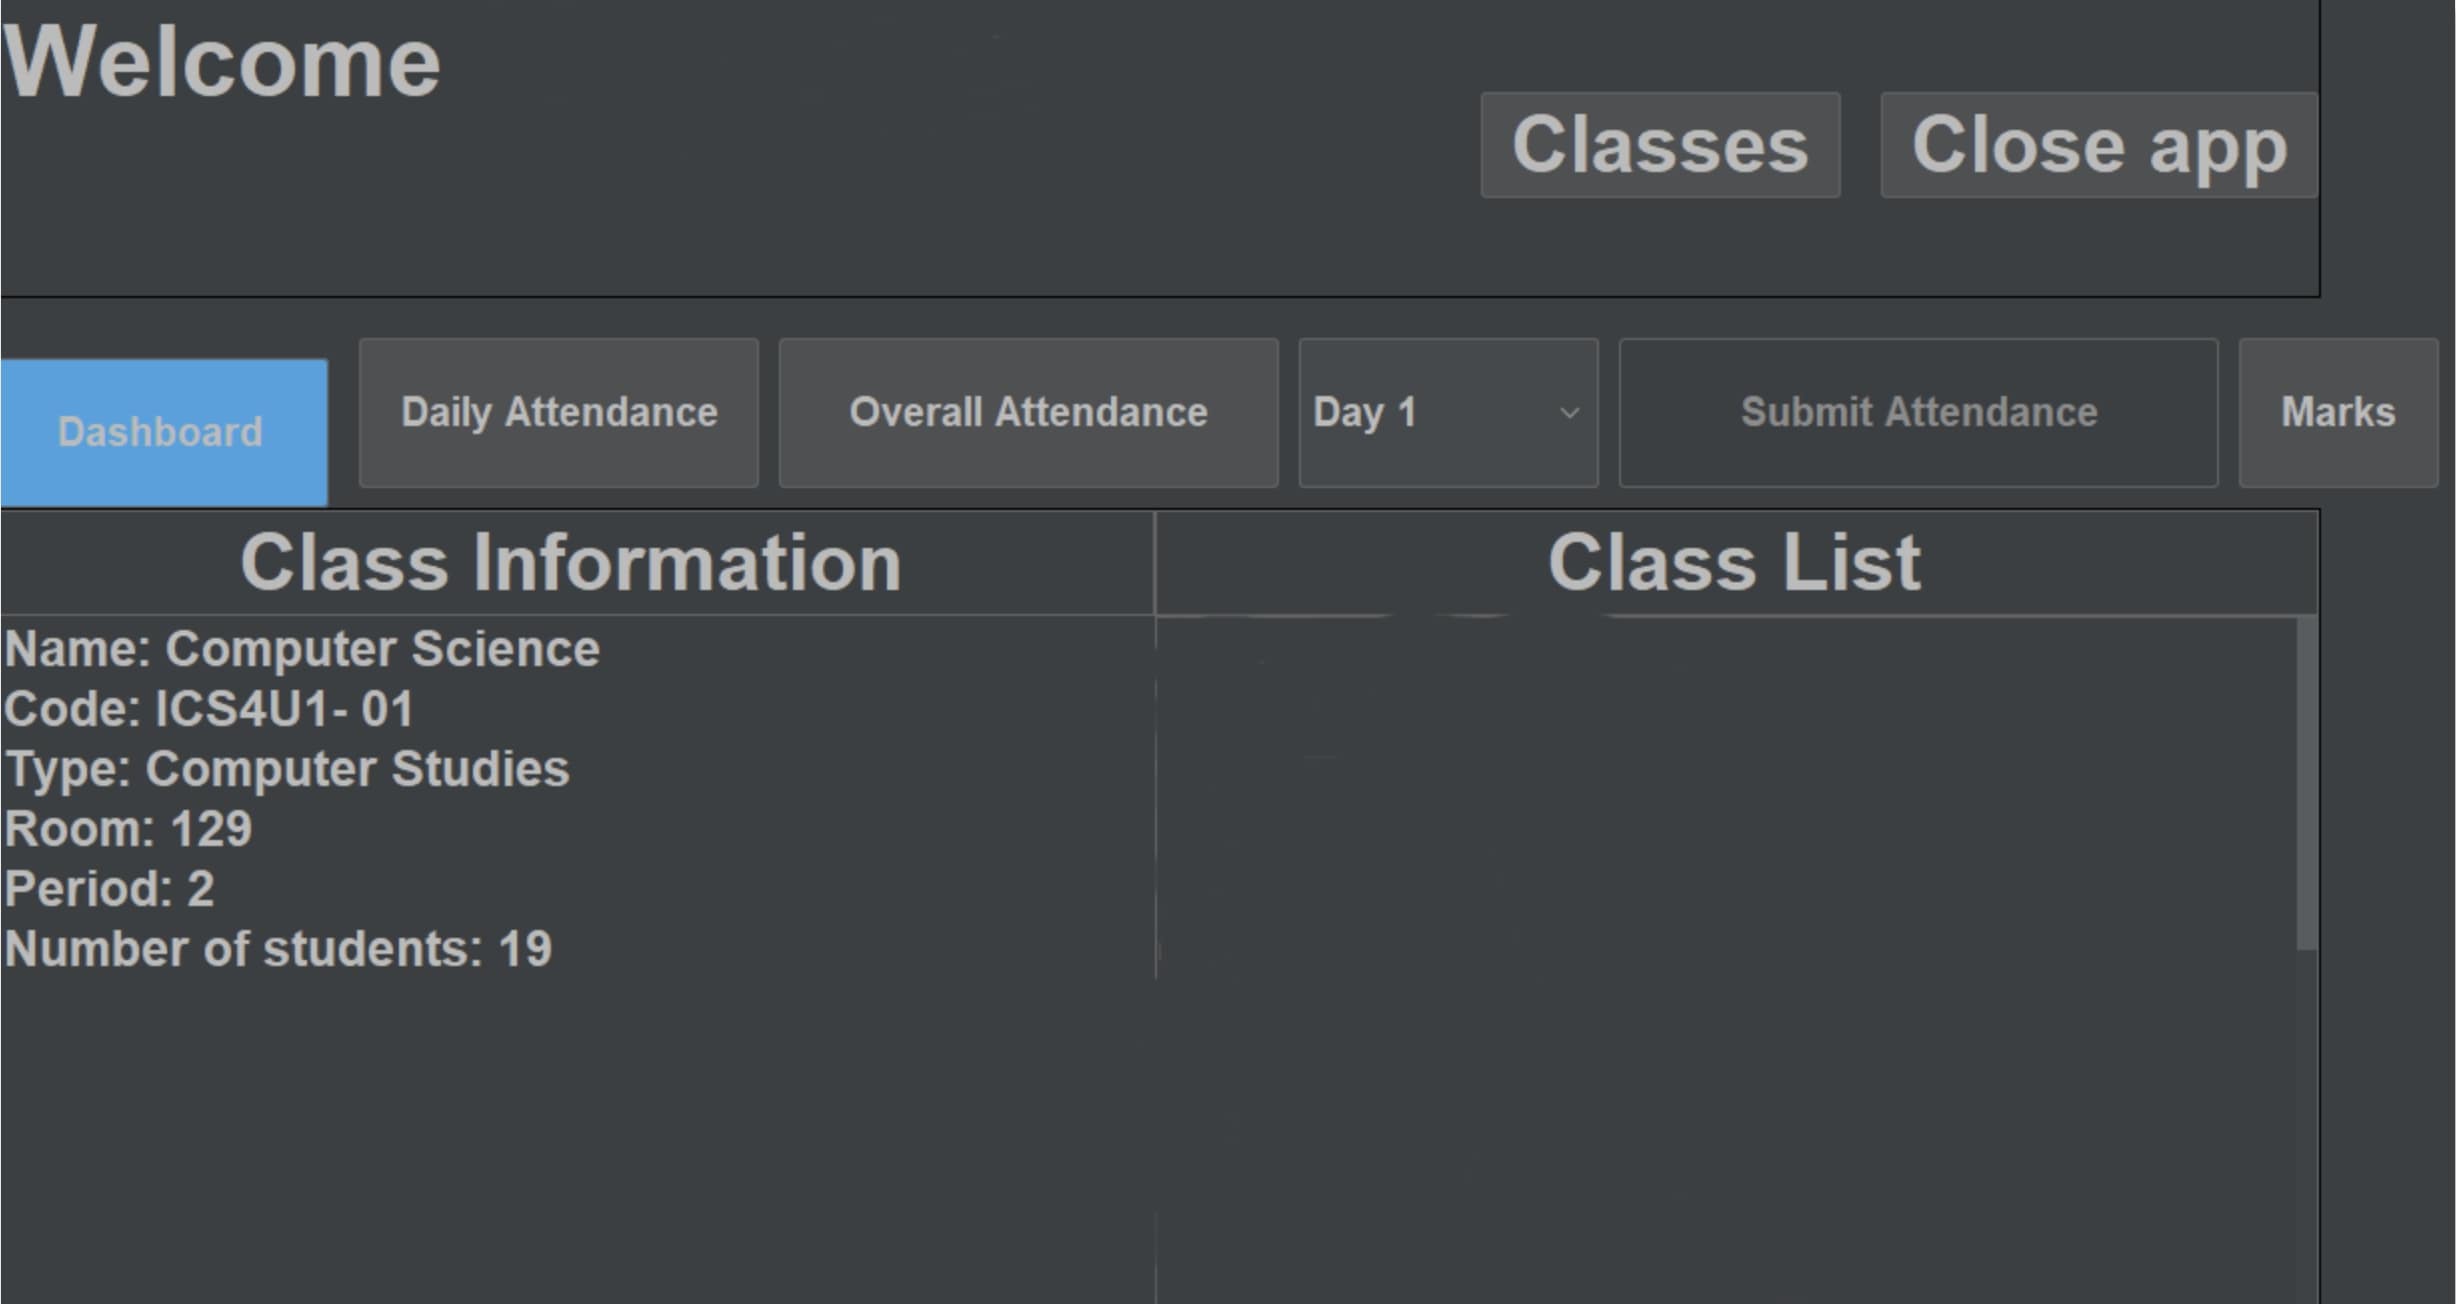 Welcome
Classes
Close app
Dashboard
Daily Attendance
Overall Attendance
Day 1
Submit Attendance
Marks
Class Information
Class List
Name: Computer Science
Code: ICS4U1- 01
Type: Computer Studies
Room: 129
Period: 2
Number of students: 19